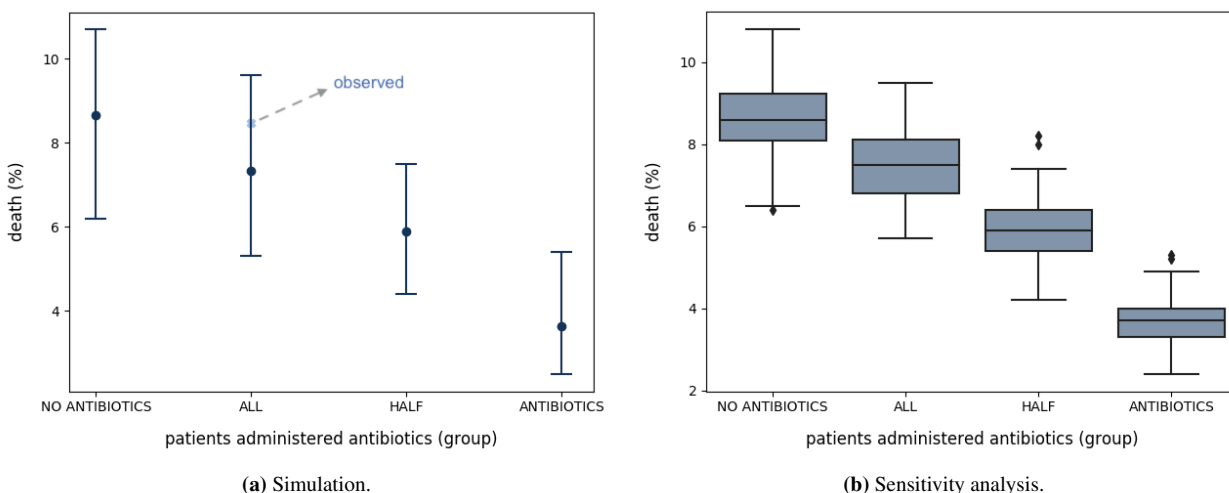 10
8
6
4
death (%)
observed
NO ANTIBIOTICS ALL HALF ANTIBIOTICS
patients administered antibiotics (group)
(a) Simulation.
10
8
6
4
2
death (%)
NO ANTIBIOTICS ALL HALF ANTIBIOTICS
patients administered antibiotics (group)
(b) Sensitivity analysis.